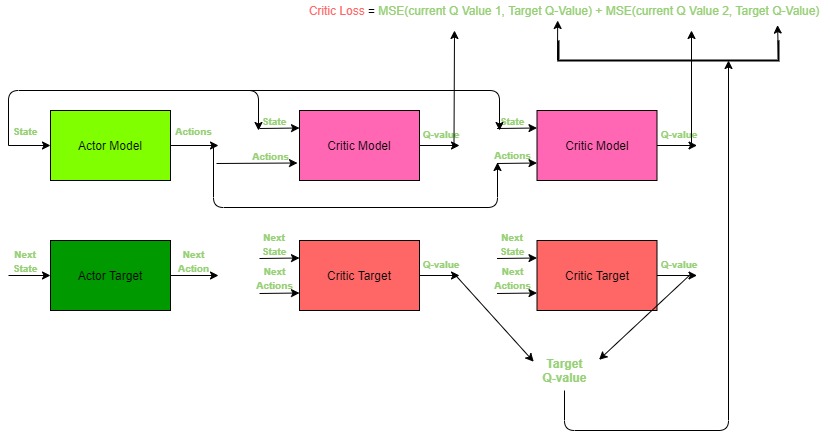 Critic Loss = MSE(current Q Value 1, Target Q-Value) + MSE(current Q Value 2, Target Q-Value)
State
Actor Model
Actions
State
Actions
Critic Model
Q-value
State
Actions
Critic Model
Q-value
Next
State
Actor Target
Next
Action
Next
State
Next
Actions
Critic Target
Q-value
Next
State
Next
Actions
Critic Target
Q-value
Target
Q-value